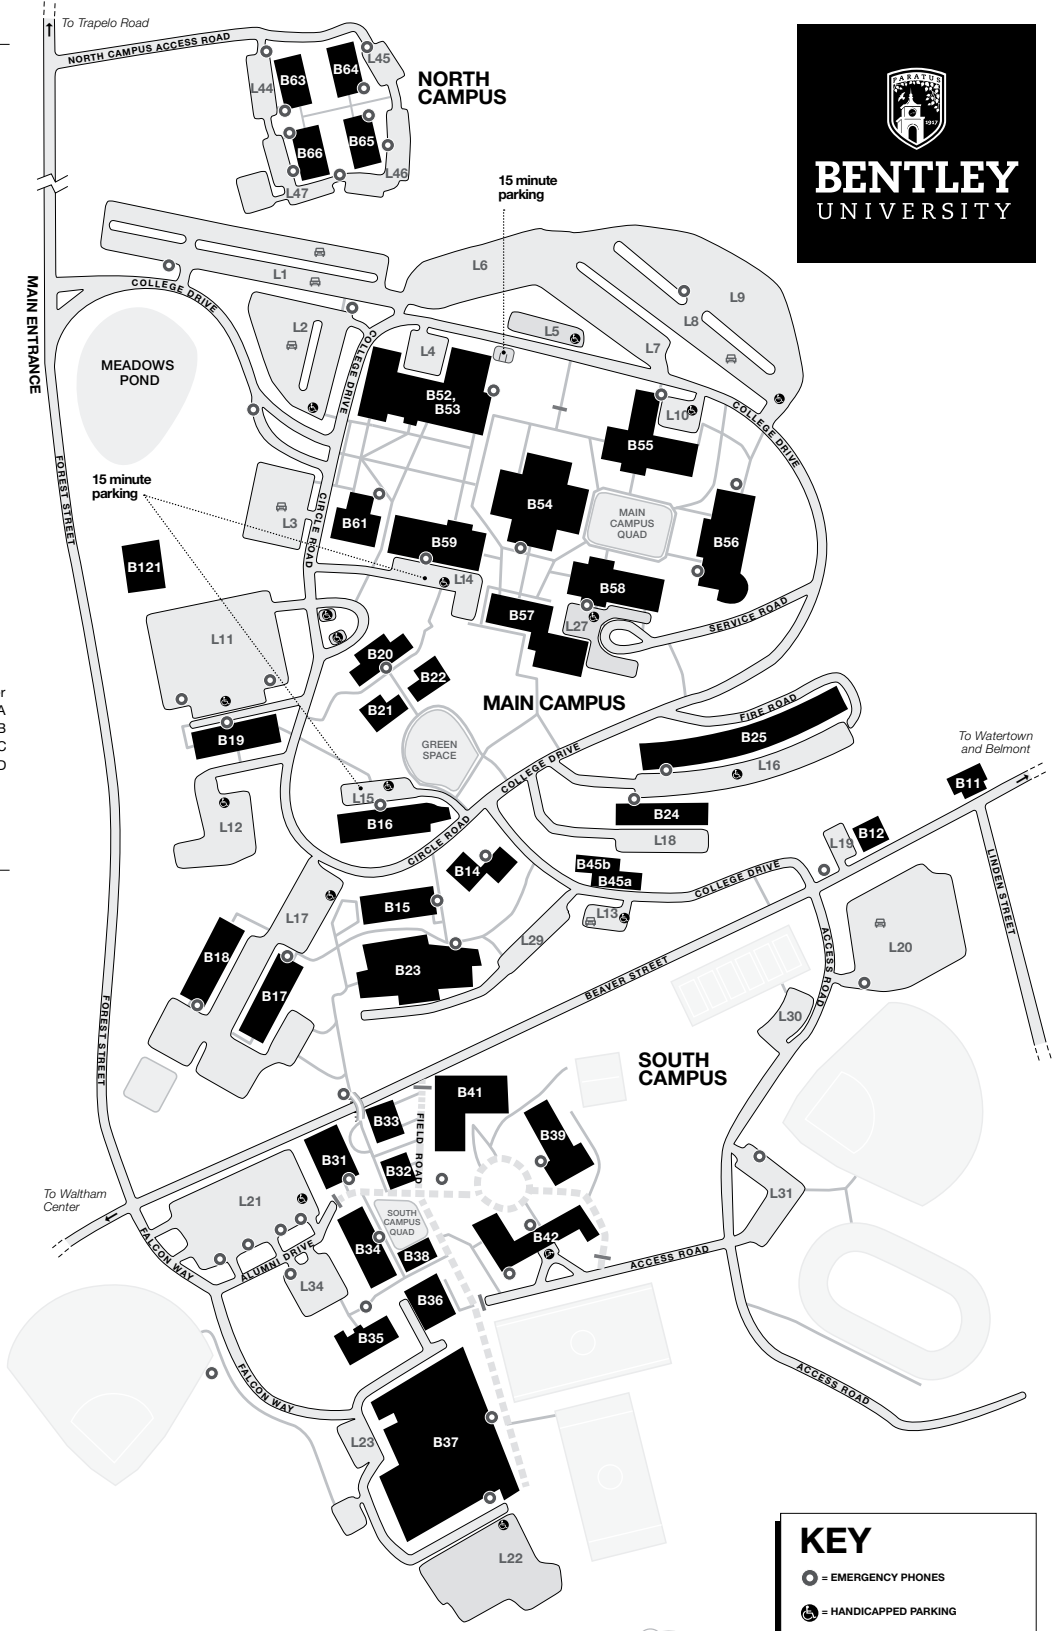 To Trapelo Road
NORTH CAMPUS ACCESS ROAD
L45
B64
B63
L44
NORTH
CAMPUS
B65
B66
L46
L47
PARATUS
1917
BENTLEY
UNIVERSITY
15 minute
parking
MAIN ENTRANCE
L1
L6
L9
COLLEGE DRIVE
L2
L5
L8
L7
COLLEGE DRIVE
L4
MEADOWS
POND
B52,
B53
L10
COLLEGE DRIVE
B55
FOREST STREET
15 minute
parking
L3
CIRCLE ROAD
B61
B59
B54
MAIN
CAMPUS
QUAD
B56
B121
L14
B58
B57
L27
SERVICE ROAD
L11
B20
B22
B21
MAIN CAMPUS
r
A
B
C
D
B19
GREEN
SPACE
FIRE ROAD
B25
L16
COLLEGE DRIVE
To Watertown
and Belmont
B11
L15
B16
L12
B24
L18
CIRCLE ROAD
L19
B12
B14
B45b
B45a
COLLEGE DRIVE
LINDEN STREET
B15
L17
L13
L29
B18
B23
B17
BEAVER STREET
ACCESS ROAD
L20
L30
FOREST STREET
SOUTH
CAMPUS
B41
B33
FIELD ROAD
B39
B31
B32
L21
L31
To Waltham
Center
SOUTH
CAMPUS
QUAD
B34
B38
B42
ACCESS ROAD
FALCON WAY
ALUMNI DRIVE
L34
B36
B35
FALCON WAY
ACCESS ROAD
L23
B37
L22
KEY
= EMERGENCY PHONES
= HANDICAPPED PARKING